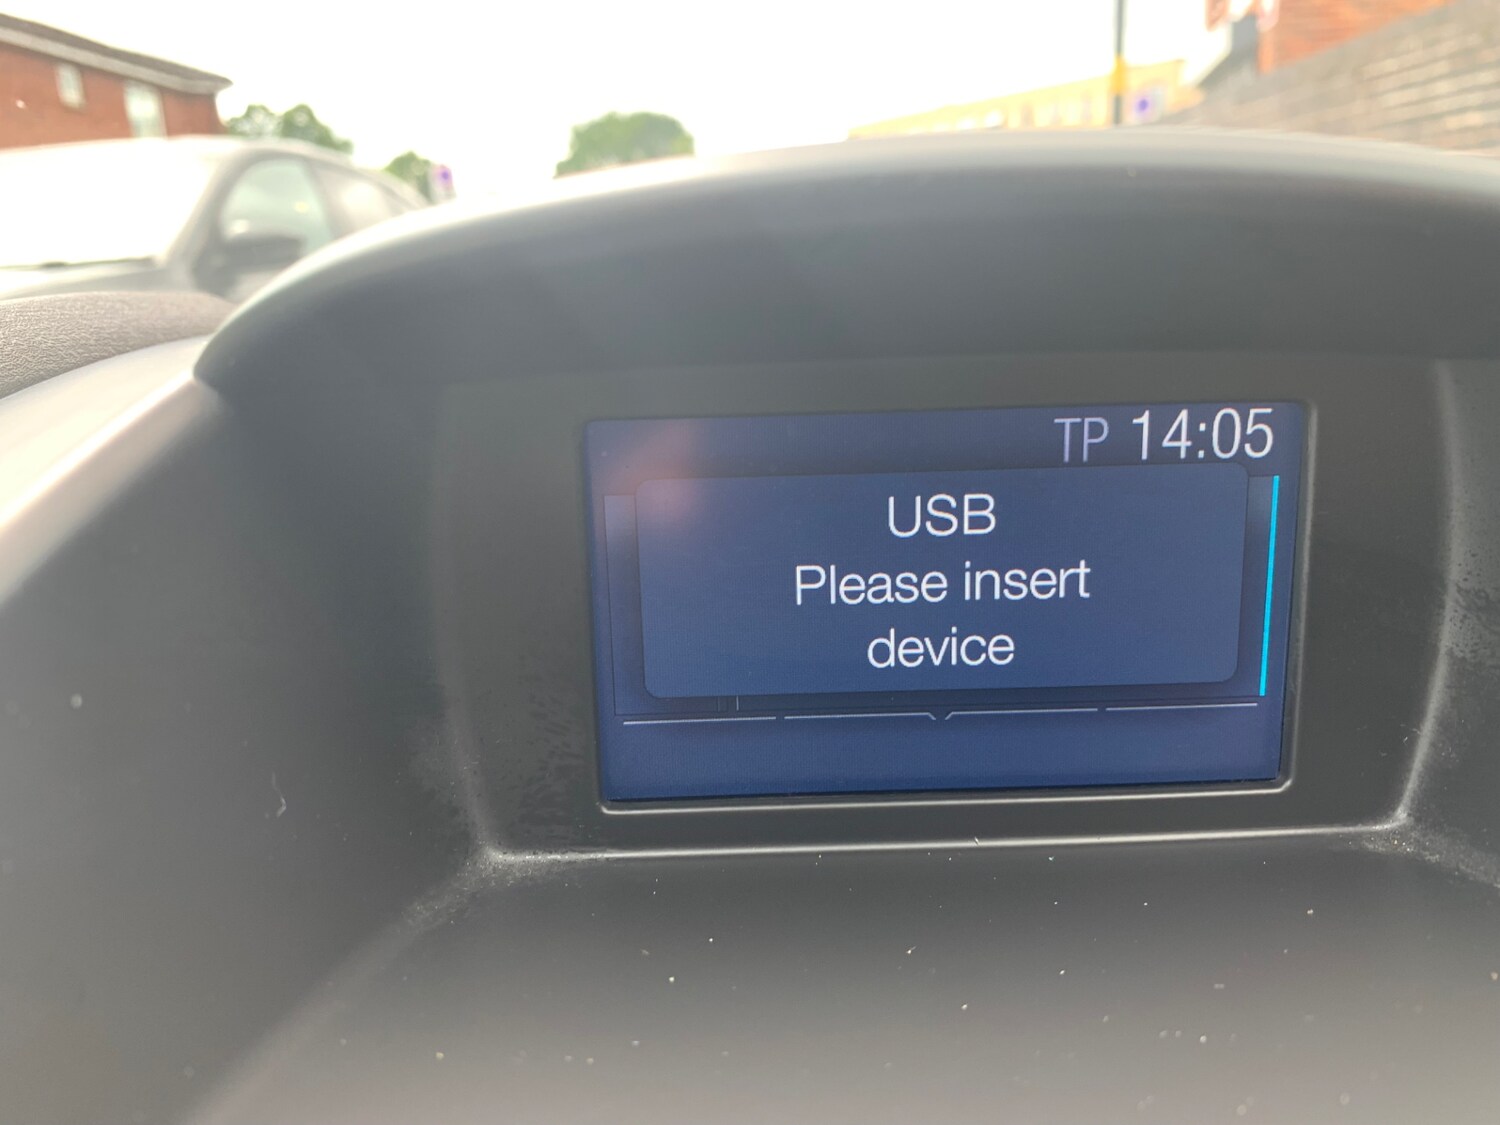 TP 14:05
USB
Please insert
device